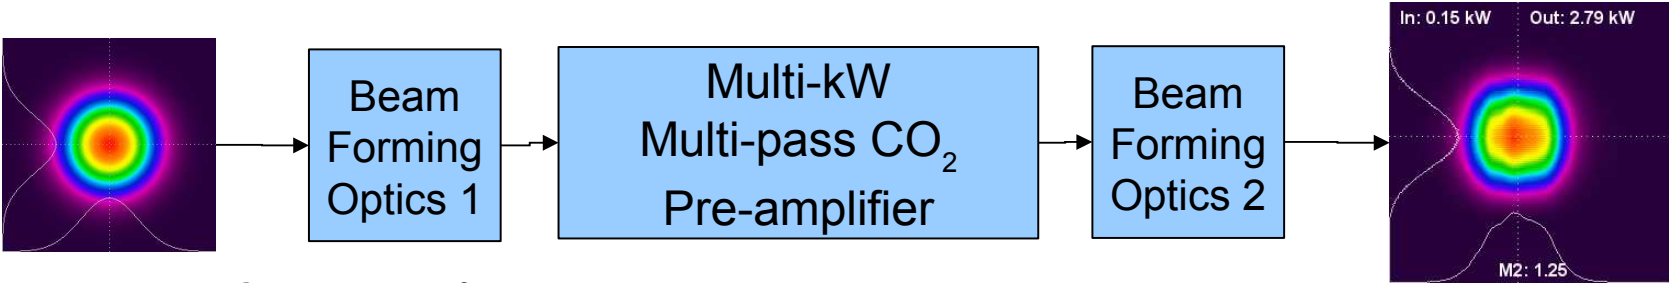 Beam
Forming
Optics 1
Multi-kW
Multi-pass CO₂
Pre-amplifier
Beam
Forming
Optics 2
In: 0.15 kW Out: 2.79 kW
M2: 1.25